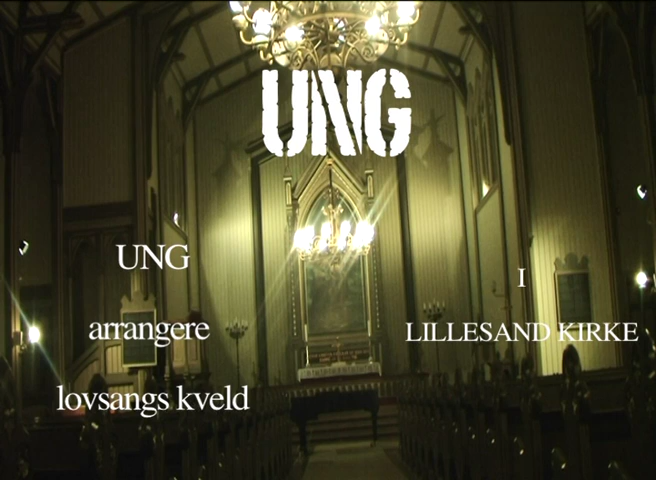 UNG
UNG
arrangere
lovsangs kveld
I
LILLESAND KIRKE